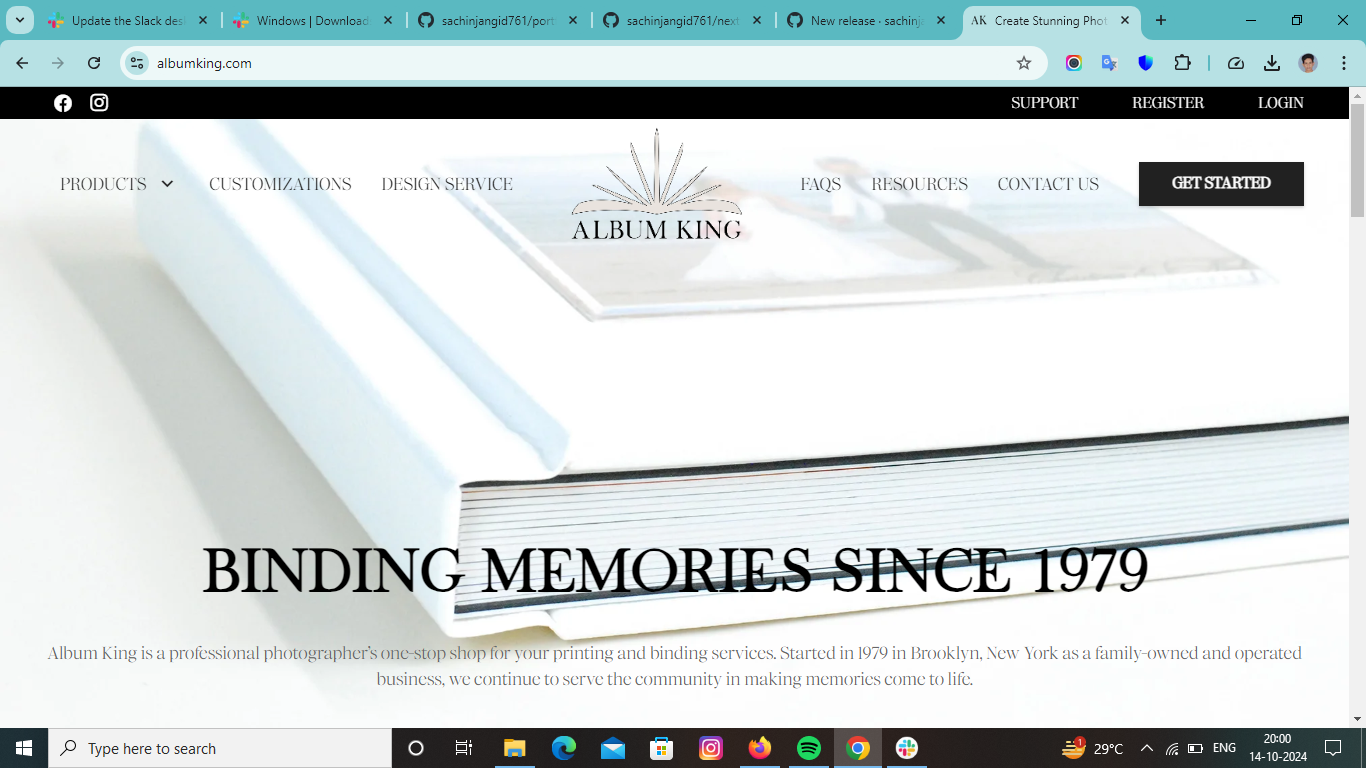 Update the Slack des
Windows | Download
sachinjangid761/port
sachinjangid761/next
New release · sachinja
AK Create Stunning Phot
albumking.com
SUPPORT REGISTER LOGIN
PRODUCTS CUSTOMIZATIONS DESIGN SERVICE
ALBUM KING
FAQS RESOURCES CONTACT US GET STARTED
BINDING MEMORIES SINCE 1979
Album King is a professional photographer's one-stop shop for your printing and binding services. Started in 1979 in Brooklyn, New York as a family-owned and operated
business, we continue to serve the community in making memories come to life.
Type here to search
1
29°C
ENG
20:00
14-10-2024